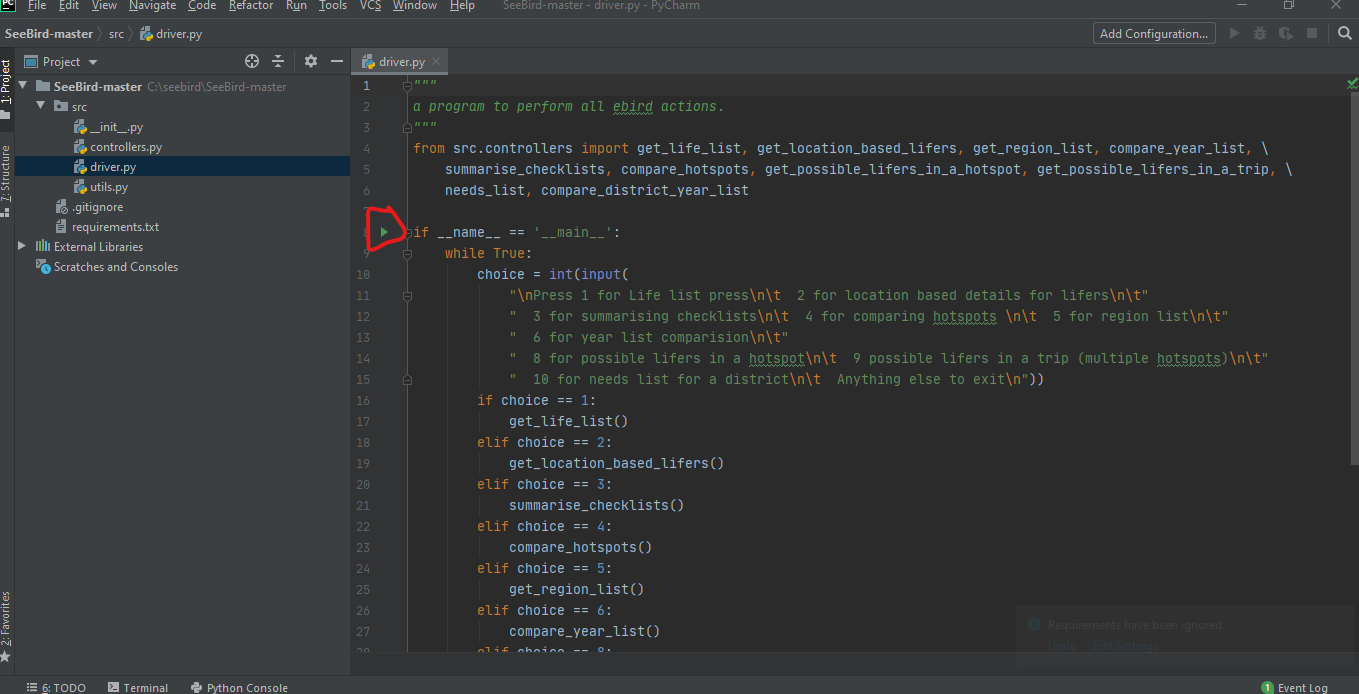 PC File Edit View Navigate Code Refactor Run Tools VCS Window Help SeeBird-master - driver.py - PyCharm
SeeBird-master src driver.py Add Configuration...
1: Project
Project
driver.py
SeeBird-master C:\seebird\SeeBird-master
src
__init__.py
controllers.py
driver.py
utils.py
.gitignore
requirements.txt
External Libraries
Scratches and Consoles
7: Structure
2: Favorites
1 """
2 a program to perform all ebird actions.
3 """
4 from src.controllers import get_life_list, get_location_based_lifers, get_region_list, compare_year_list, \
5 summarise_checklists, compare_hotspots, get_possible_lifers_in_a_hotspot, get_possible_lifers_in_a_trip, \
6 needs_list, compare_district_year_list
8 if __name__ == '__main__':
9 while True:
10 choice = int(input(
11 "\nPress 1 for Life list press\n\t  2 for location based details for lifers\n\t"
12 "  3 for summarising checklists\n\t  4 for comparing hotspots \n\t  5 for region list\n\t"
13 "  6 for year list comparision\n\t"
14 "  8 for possible lifers in a hotspot\n\t  9 possible lifers in a trip (multiple hotspots)\n\t"
15 "  10 for needs list for a district\n\t  Anything else to exit\n"))
16 if choice == 1:
17 get_life_list()
18 elif choice == 2:
19 get_location_based_lifers()
20 elif choice == 3:
21 summarise_checklists()
22 elif choice == 4:
23 compare_hotspots()
24 elif choice == 5:
25 get_region_list()
26 elif choice == 6:
27 compare_year_list()
28 elif choice == 8:
Requirements have been ignored
Undo Edit Settings
6: TODO Terminal Python Console 1 Event Log